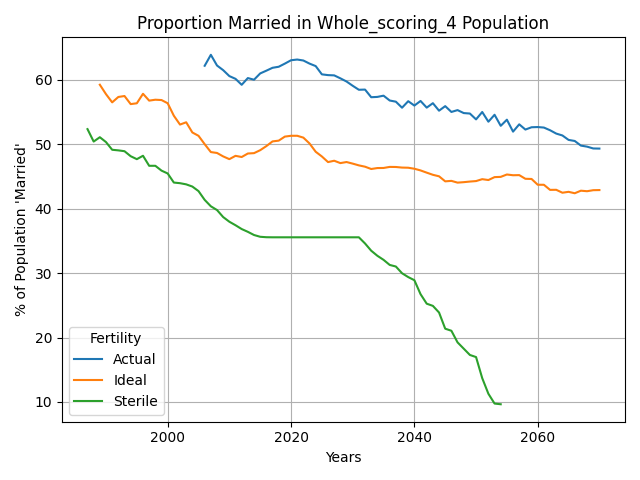 Proportion Married in Whole_scoring_4 Population
% of Population 'Married'
60
50
40
30
20
10
Fertility
Actual
Ideal
Sterile
2000
2020
2040
2060
Years